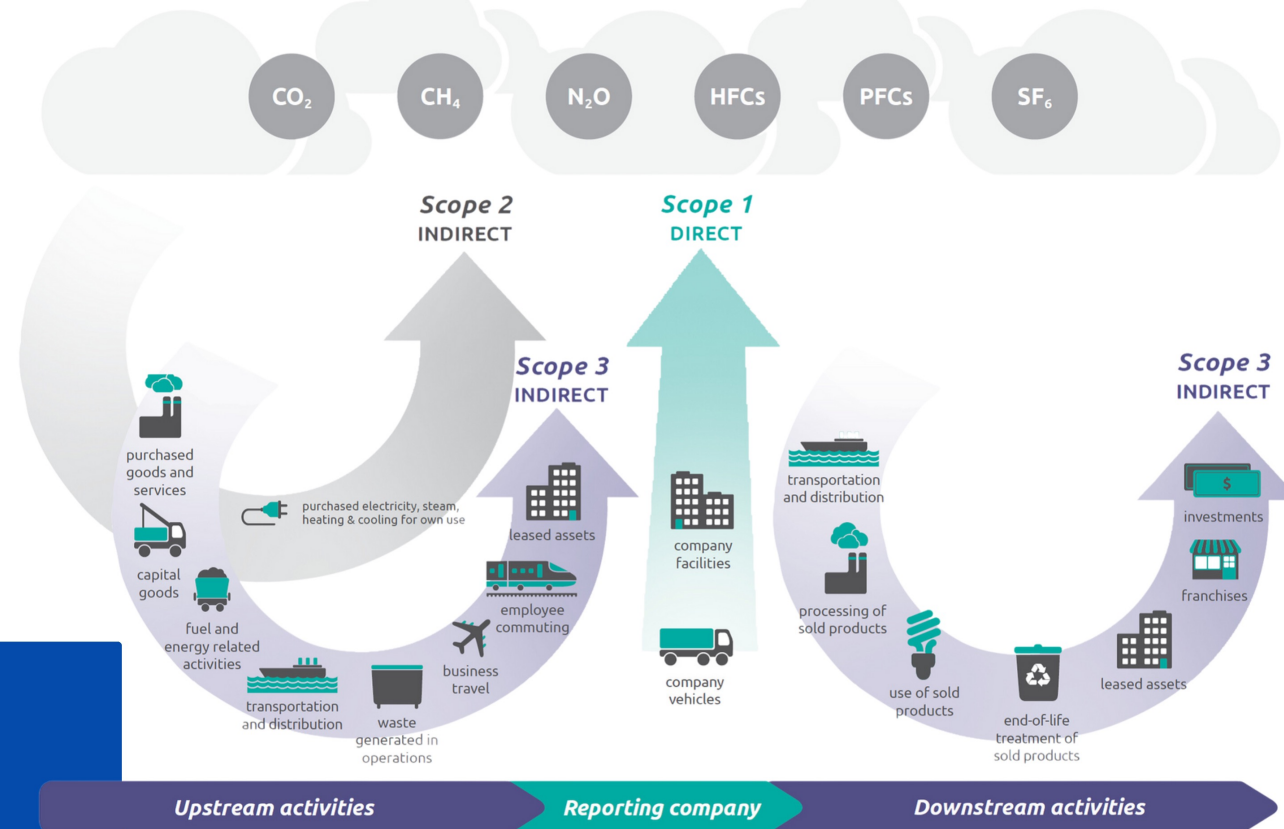 CO₂
CH₄
N₂O
HFCs
PFCs
SF₆
Scope 2
INDIRECT
Scope 1
DIRECT
Scope 3
INDIRECT
Scope 3
INDIRECT
purchased
goods and
services
capital
goods
fuel and
energy related
activities
transportation
and distribution
waste
generated in
operations
business
travel
employee
commuting
leased assets
purchased electricity, steam,
heating & cooling for own use
company
facilities
company
vehicles
transportation
and distribution
processing of
sold products
use of sold
products
end-of-life
treatment of
sold products
leased assets
franchises
investments
$
Upstream activities
Reporting company
Downstream activities